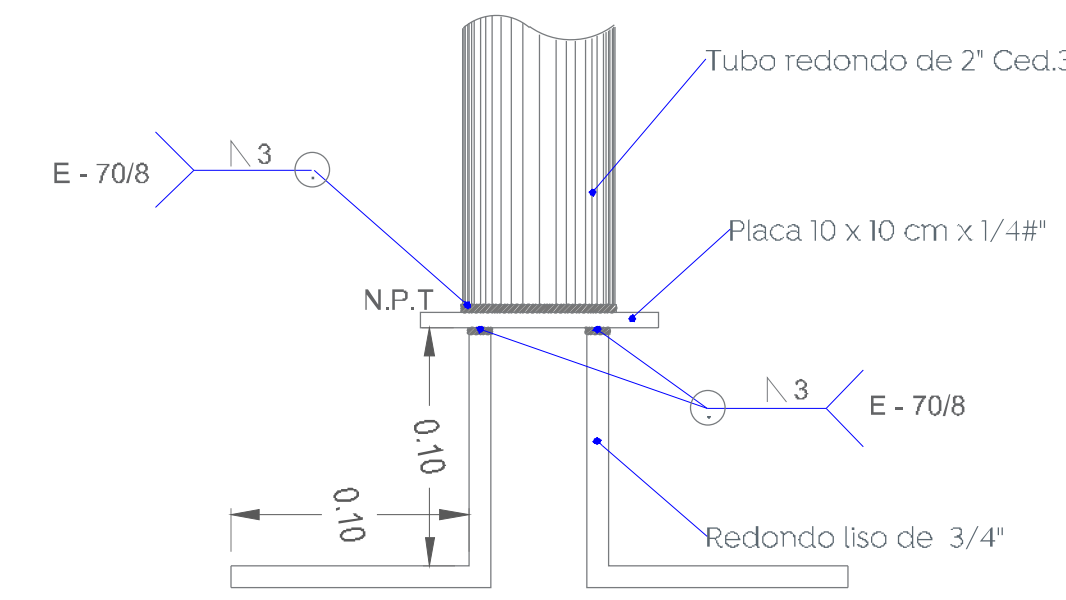 Tubo redondo de 2" Ced.3
3
E - 70/8
Placa 10 x 10 cm x 1/4#"
N.P.T
3
E - 70/8
0.10
0.10
Redondo liso de 3/4"